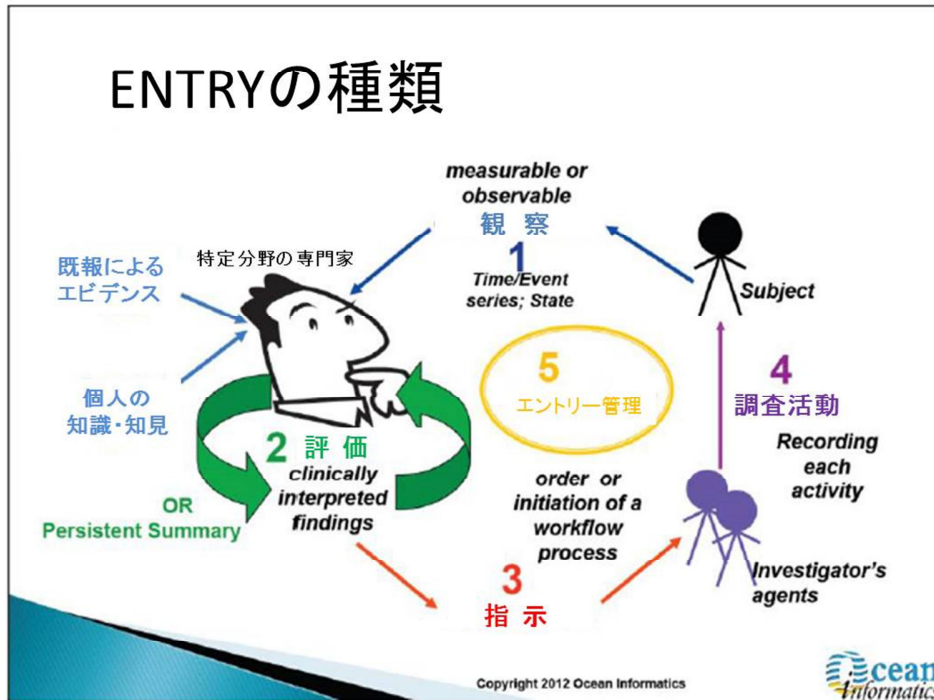 ENTRYの種類
measurable or
observable
観 察
1
Time/Event
series; State
特定分野の専門家
既報による
エビデンス
個人の
知識・知見
Subject
5
エントリー管理
4
調査活動
Recording
each
activity
2 評 価
clinically
interpreted
findings
OR
Persistent Summary
order or
initiation of a
workflow
process
3
指 示
Investigator's
agents
Copyright 2012 Ocean Informatics
Ocean
Informatics